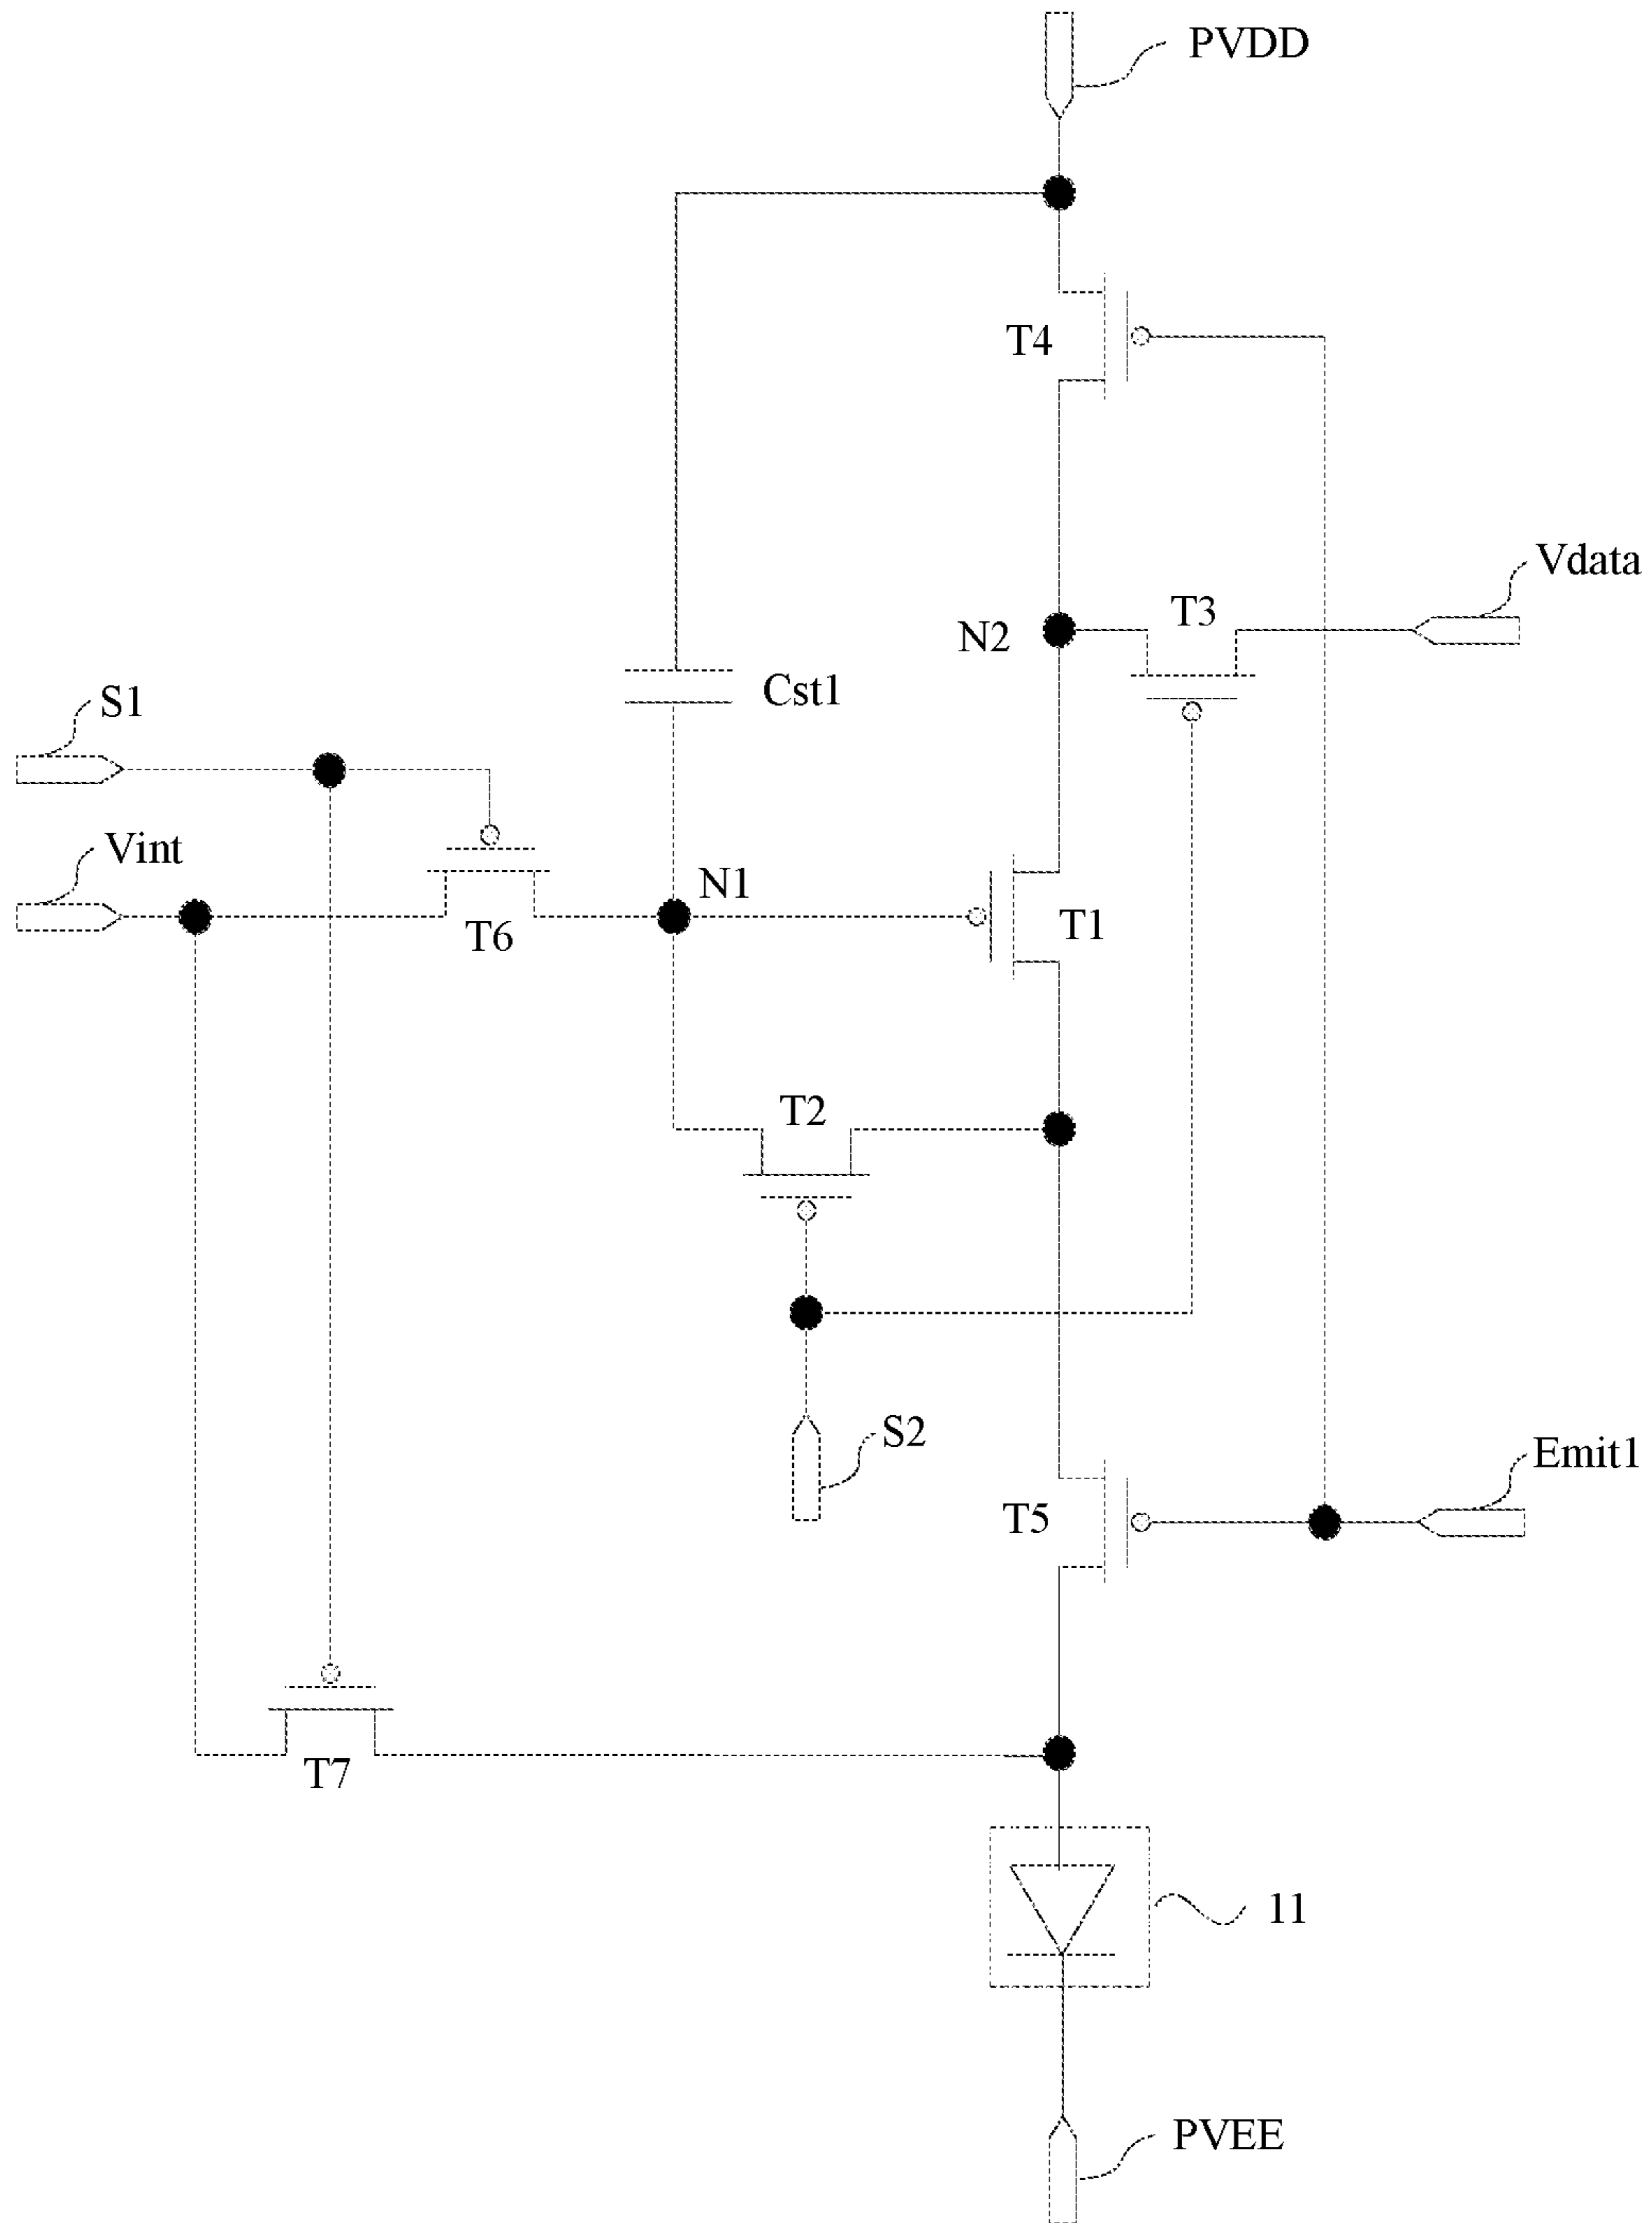 PVDD
T4
Vdata
T3
N2
Cst1
S1
Vint
N1
T6
T1
T2
S2
Emit1
T5
T7
11
PVEE